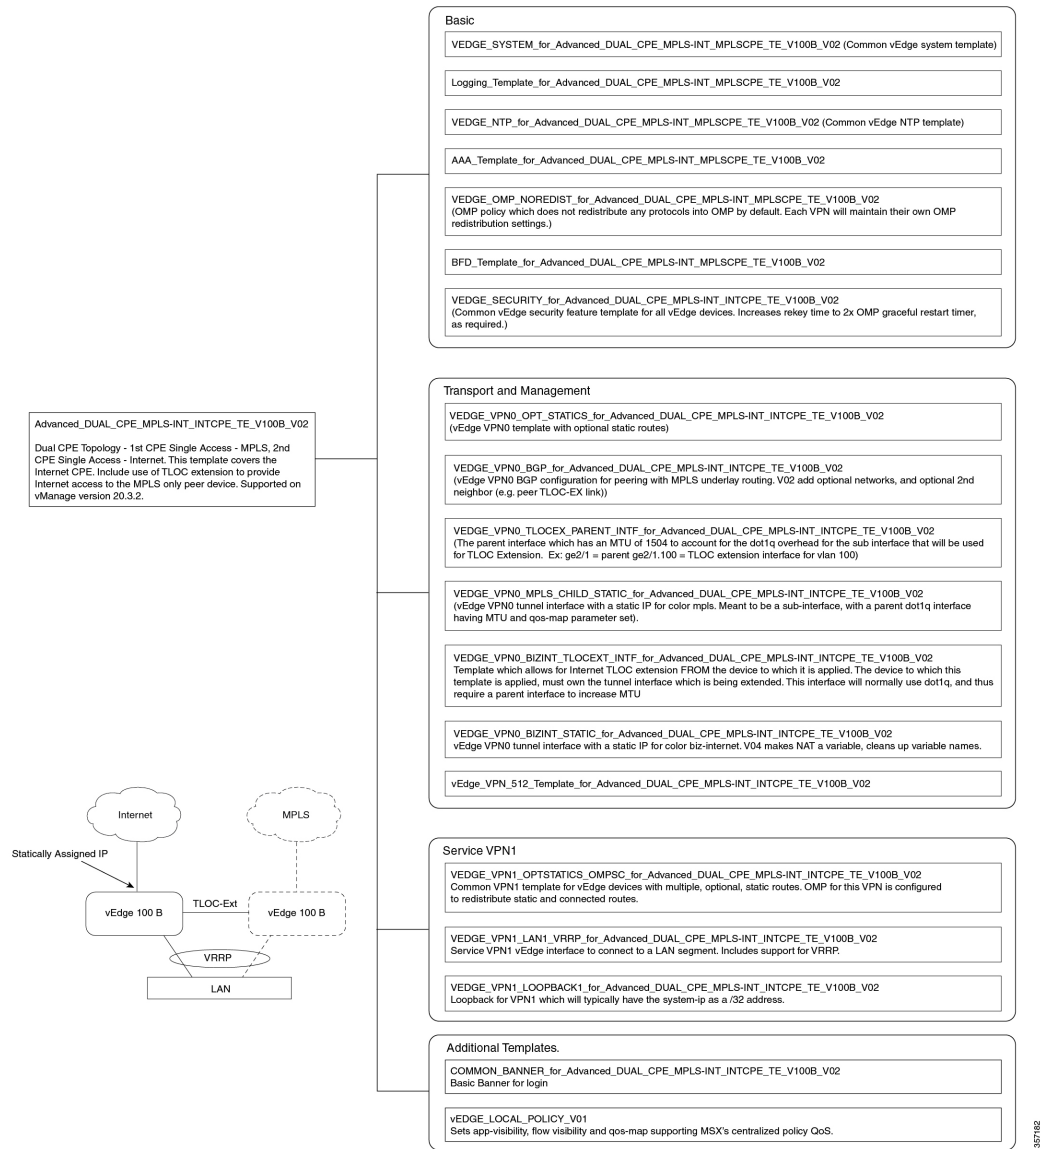 Basic
VEDGE_SYSTEM_for_Advanced_DUAL_CPE_MPLS-INT_MPLSCPE_TE_V100B_V02 (Common vEdge system template)
Logging_Template_for_Advanced_DUAL_CPE_MPLS-INT_MPLSCPE_TE_V100B_V02
VEDGE_NTP_for_Advanced_DUAL_CPE_MPLS-INT_MPLSCPE_TE_V100B_V02 (Common vEdge NTP template)
AAA_Template_for_Advanced_DUAL_CPE_MPLS-INT_MPLSCPE_TE_V100B_V02
VEDGE_OMP_NOREDIST_for_Advanced_DUAL_CPE_MPLS-INT_MPLSCPE_TE_V100B_V02
(OMP policy which does not redistribute any protocols into OMP by default. Each VPN will maintain their own OMP
redistribution settings.)
BFD_Template_for_Advanced_DUAL_CPE_MPLS-INT_MPLSCPE_TE_V100B_V02
VEDGE_SECURITY_for_Advanced_DUAL_CPE_MPLS-INT_INTCPE_TE_V100B_V02
(Common vEdge security feature template for all vEdge devices. Increases rekey time to 2x OMP graceful restart timer,
as required.)
Advanced_DUAL_CPE_MPLS-INT_INTCPE_TE_V100B_V02
Dual CPE Topology - 1st CPE Single Access - MPLS, 2nd
CPE Single Access - Internet. This template covers the
Internet CPE. Include use of TLOC extension to provide
Internet access to the MPLS only peer device. Supported on
vManage version 20.3.2.
Transport and Management
VEDGE_VPN0_OPT_STATICS_for_Advanced_DUAL_CPE_MPLS-INT_INTCPE_TE_V100B_V02
(vEdge VPN0 template with optional static routes)
VEDGE_VPN0_BGP_for_Advanced_DUAL_CPE_MPLS-INT_INTCPE_TE_V100B_V02
(vEdge VPN0 BGP configuration for peering with MPLS underlay routing. V02 add optional networks, and optional 2nd
neighbor (e.g. peer TLOC-EX link))
VEDGE_VPN0_TLOCEX_PARENT_INTF_for_Advanced_DUAL_CPE_MPLS-INT_INTCPE_TE_V100B_V02
(The parent interface which has an MTU of 1504 to account for the dot1q overhead for the sub interface that will be used
for TLOC Extension. Ex: ge2/1 = parent ge2/1.100 = TLOC extension interface for vlan 100)
VEDGE_VPN0_MPLS_CHILD_STATIC_for_Advanced_DUAL_CPE_MPLS-INT_INTCPE_TE_V100B_V02
(vEdge VPN0 tunnel interface with a static IP for color mpls. Meant to be a sub-interface, with a parent dot1q interface
having MTU and qos-map parameter set).
VEDGE_VPN0_BIZINT_TLOCEXT_INTF_for_Advanced_DUAL_CPE_MPLS-INT_INTCPE_TE_V100B_V02
Template which allows for Internet TLOC extension FROM the device to which it is applied. The device to which this
template is applied, must own the tunnel interface which is being extended. This interface will normally use dot1q, and thus
require a parent interface to increase MTU
VEDGE_VPN0_BIZINT_STATIC_for_Advanced_DUAL_CPE_MPLS-INT_INTCPE_TE_V100B_V02
vEdge VPN0 tunnel interface with a static IP for color biz-internet. V04 makes NAT a variable, cleans up variable names.
vEdge_VPN_512_Template_for_Advanced_DUAL_CPE_MPLS-INT_INTCPE_TE_V100B_V02
Internet
MPLS
Statically Assigned IP
vEdge 100 B
TLOC-Ext
vEdge 100 B
VRRP
LAN
Service VPN1
VEDGE_VPN1_OPTSTATICS_OMPSC_for_Advanced_DUAL_CPE_MPLS-INT_INTCPE_TE_V100B_V02
Common VPN1 template for vEdge devices with multiple, optional, static routes. OMP for this VPN is configured
to redistribute static and connected routes.
VEDGE_VPN1_LAN1_VRRP_for_Advanced_DUAL_CPE_MPLS-INT_INTCPE_TE_V100B_V02
Service VPN1 vEdge interface to connect to a LAN segment. Includes support for VRRP.
VEDGE_VPN1_LOOPBACK1_for_Advanced_DUAL_CPE_MPLS-INT_INTCPE_TE_V100B_V02
Loopback for VPN1 which will typically have the system-ip as a /32 address.
Additional Templates.
COMMON_BANNER_for_Advanced_DUAL_CPE_MPLS-INT_INTCPE_TE_V100B_V02
Basic Banner for login
vEDGE_LOCAL_POLICY_V01
Sets app-visibility, flow visibility and qos-map supporting MSX's centralized policy QoS.
357182